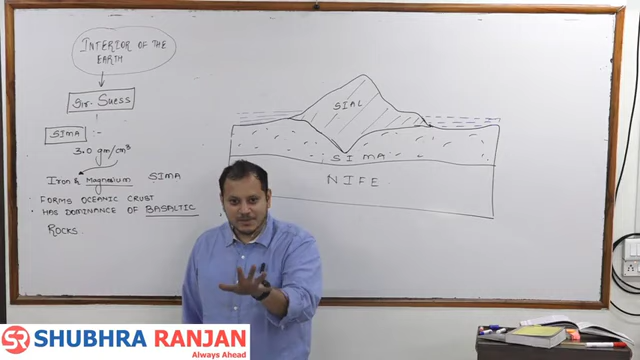 INTERIOR OF THE
EARTH
Sir-Suess
SIMA :-
3.0 gm/cm³
Iron & Magnesium SIMA
· FORMS OCEANIC CRUST
· HAS DOMINANCE OF BASALTIC
ROCKS.
SIAL
SIMA
NIFE
SR SHUBHRA RANJAN
Always Ahead